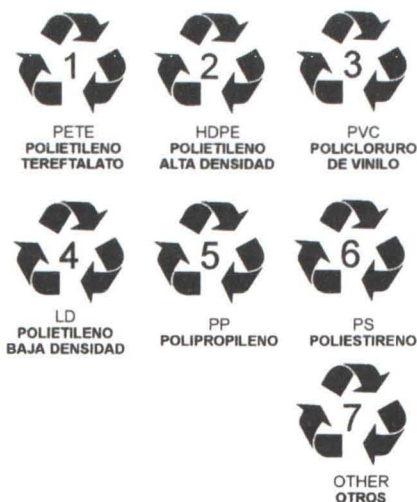 1
PETE
POLIETILENO
TEREFTALATO
2
HDPE
POLIETILENO
ALTA DENSIDAD
3
PVC
POLICLORURO
DE VINILO
4
LD
POLIETILENO
BAJA DENSIDAD
5
PP
POLIPROPILENO
6
PS
POLIESTIRENO
7
OTHER
OTROS